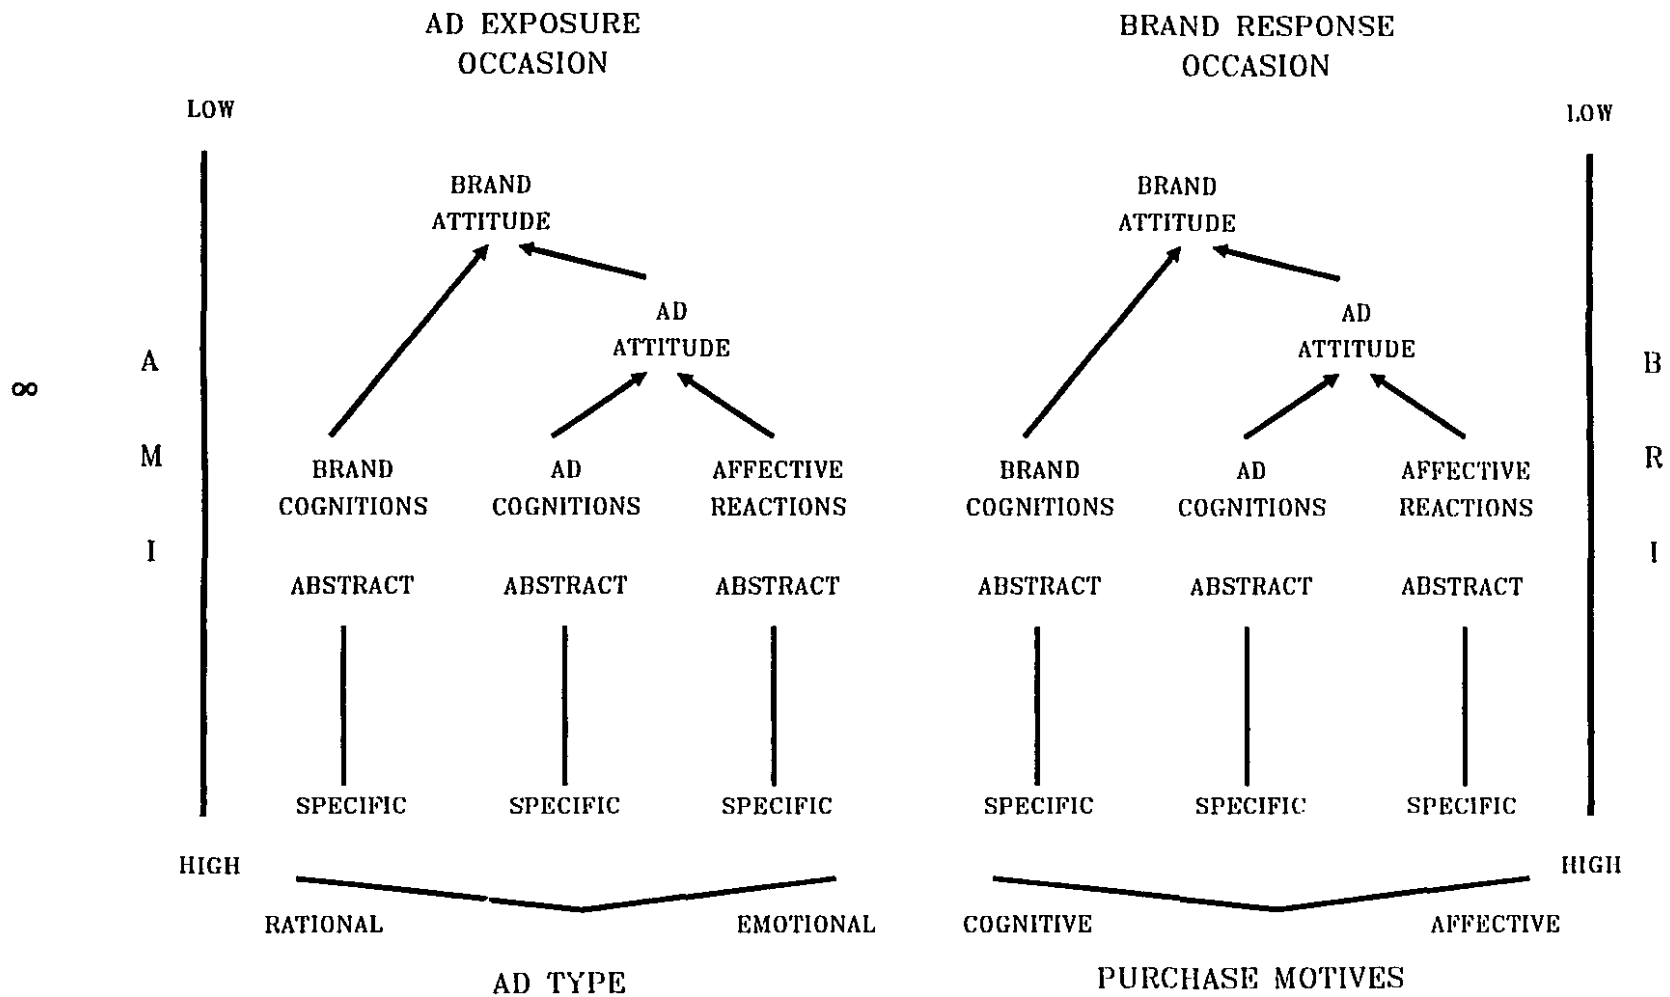 AD EXPOSURE
OCCASION
BRAND RESPONSE
OCCASION
LOW
LOW
BRAND
ATTITUDE
BRAND
ATTITUDE
AD
ATTITUDE
AD
ATTITUDE
A
M
I
B
R
I
∞
BRAND
COGNITIONS
AD
COGNITIONS
AFFECTIVE
REACTIONS
BRAND
COGNITIONS
AD
COGNITIONS
AFFECTIVE
REACTIONS
ABSTRACT
ABSTRACT
ABSTRACT
ABSTRACT
ABSTRACT
ABSTRACT
SPECIFIC
SPECIFIC
SPECIFIC
SPECIFIC
SPECIFIC
SPECIFIC
HIGH
HIGH
RATIONAL
EMOTIONAL
COGNITIVE
AFFECTIVE
AD TYPE
PURCHASE MOTIVES